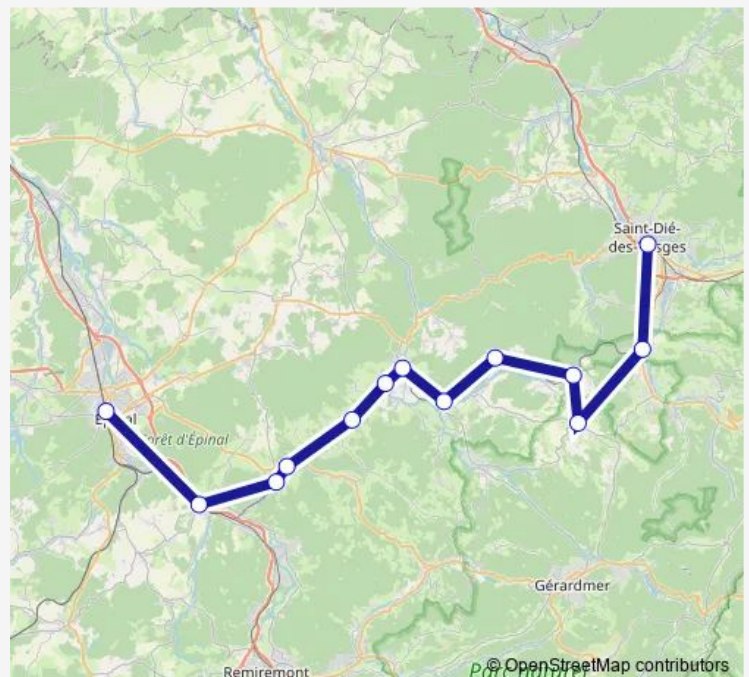 Saint-Dié-
des-Vosges
Épinal
Forêt d'Épinal
Gérardmer
Remiremont
© OpenStreetMap contributors